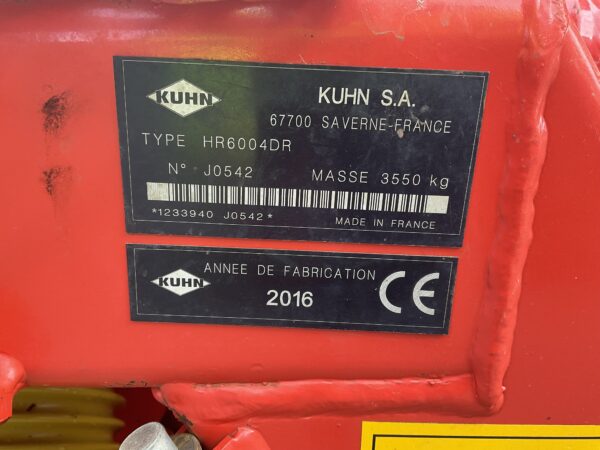 KUHN
KUHN S.A.
67700 SAVERNE-FRANCE
TYPE HR6004DR
N° J0542 MASSE 3550 kg
*1233940 J0542*
MADE IN FRANCE
KUHN
ANNEE DE FABRICATION
2016
CE